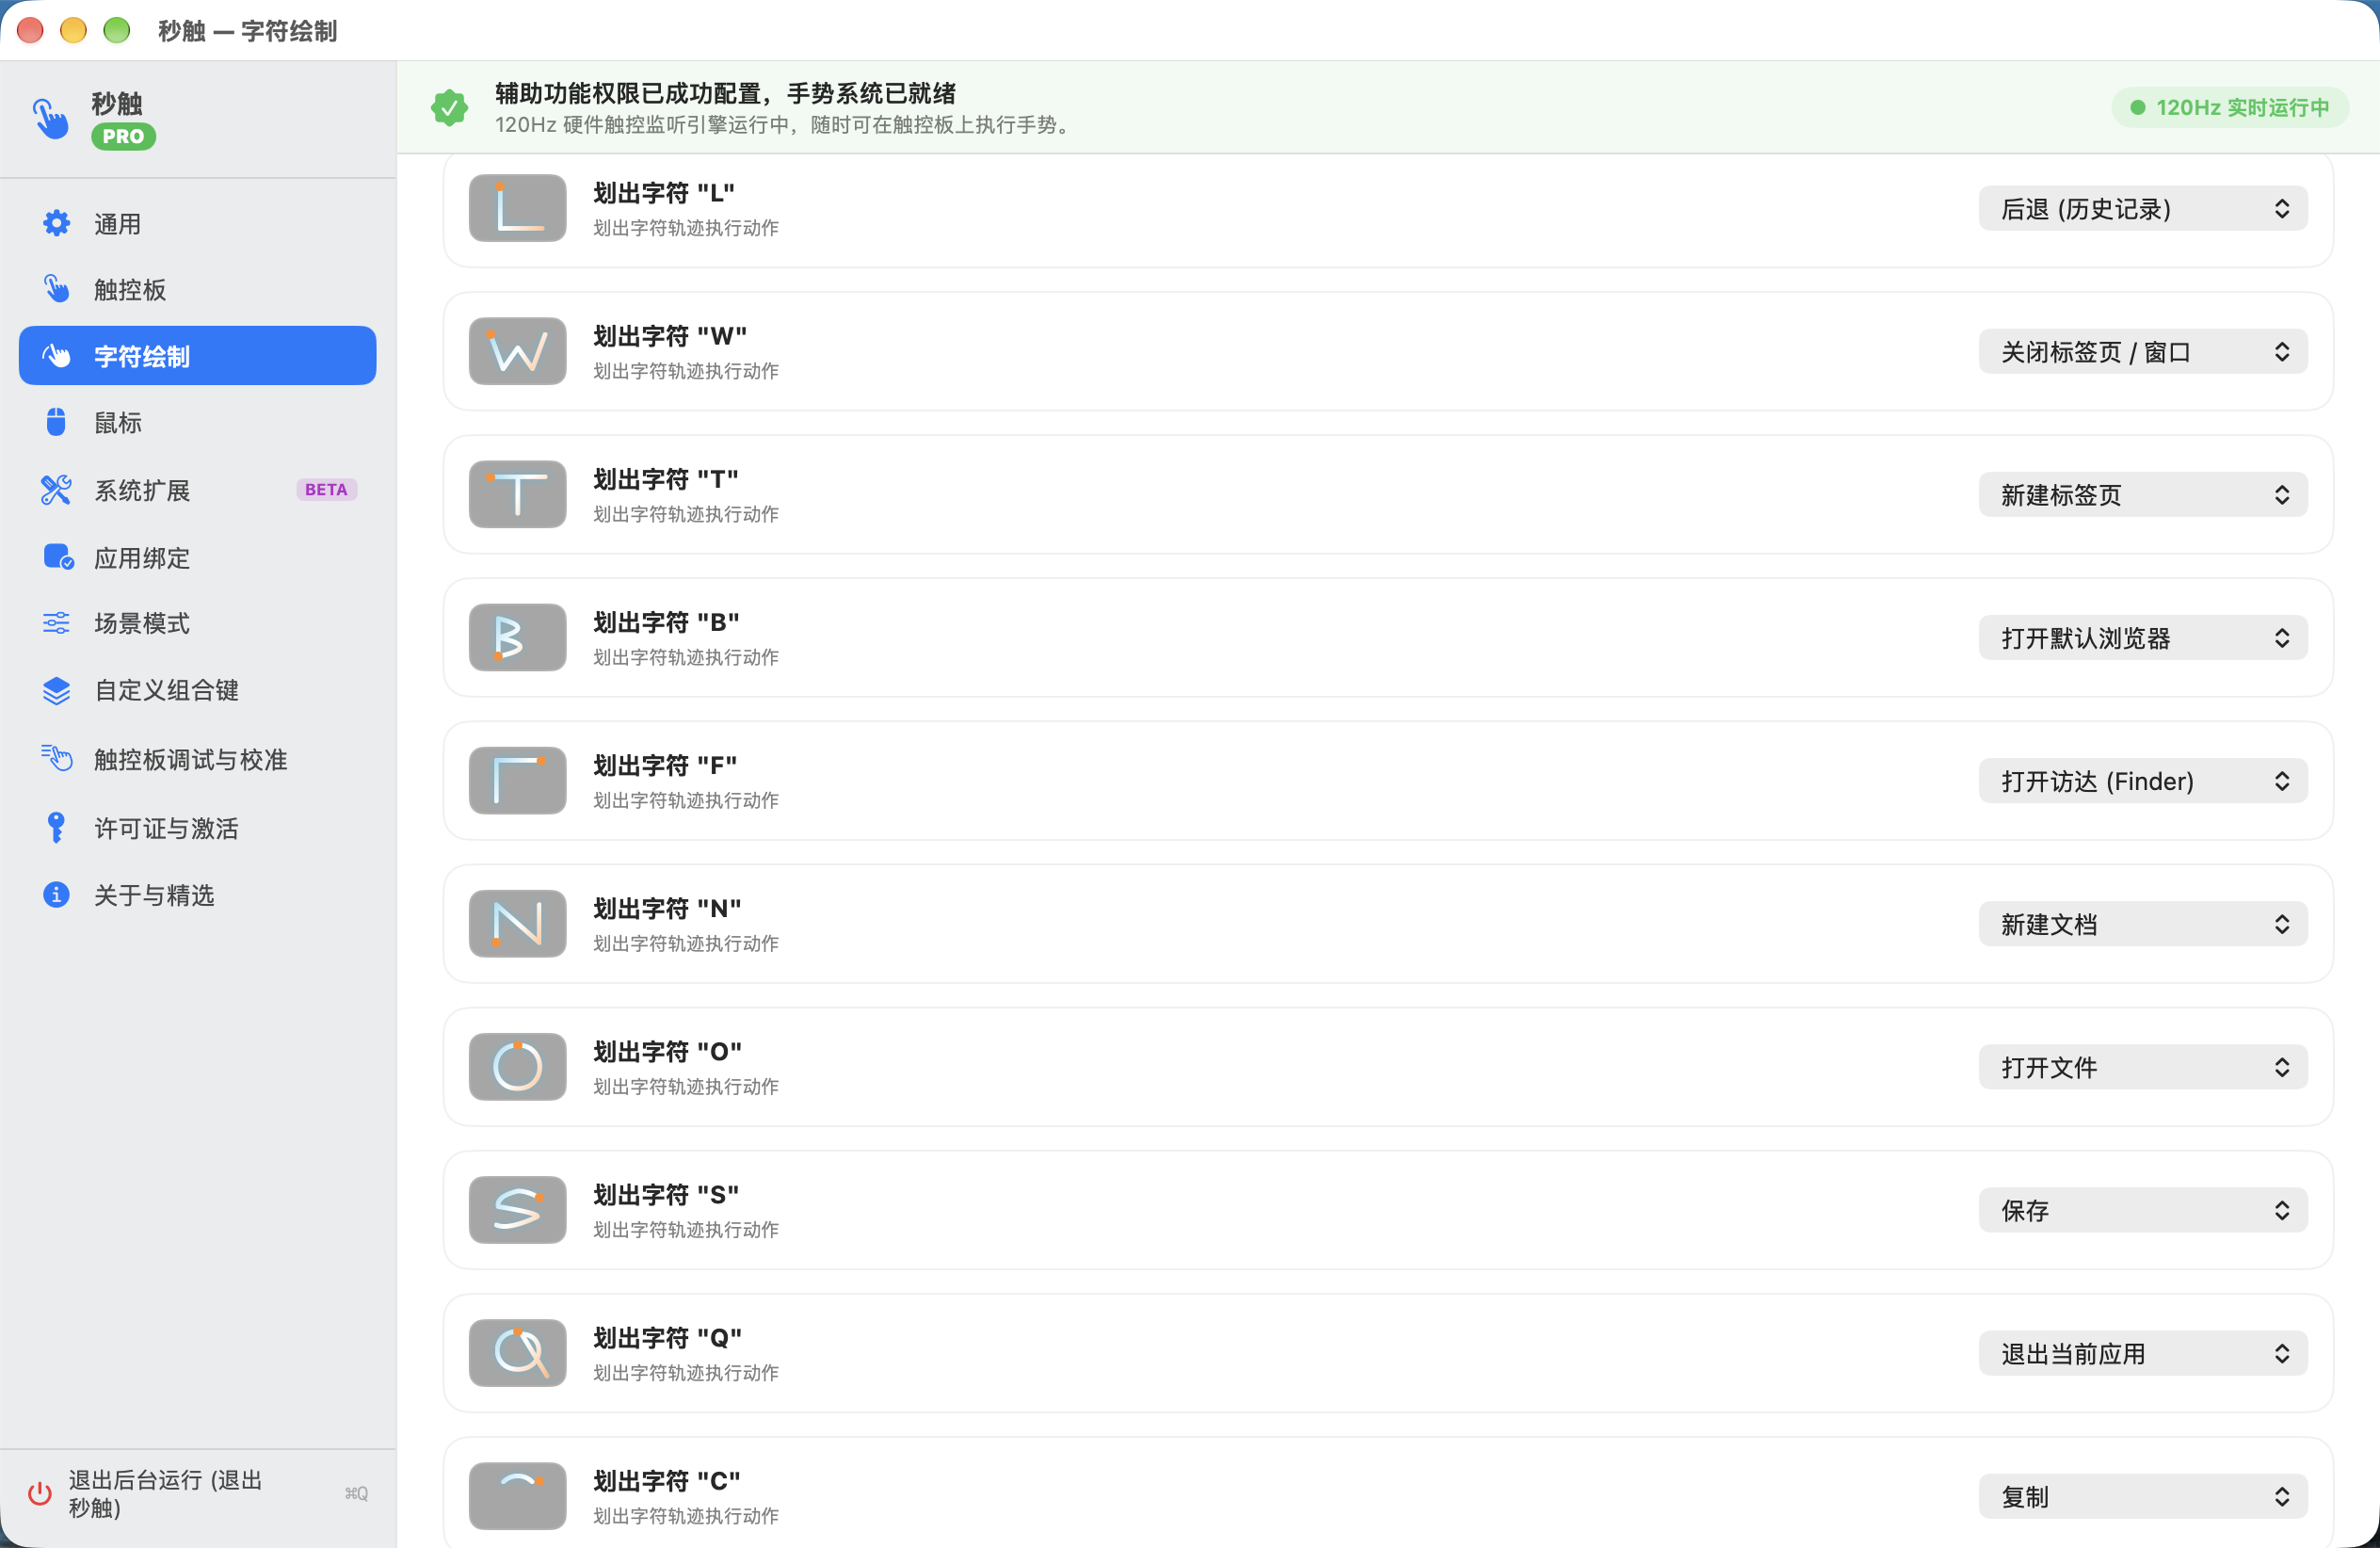 秒触 — 字符绘制
秒触
PRO
通用
触控板
字符绘制
鼠标
系统扩展
BETA
应用绑定
场景模式
自定义组合键
触控板调试与校准
许可证与激活
关于与精选
退出后台运行 (退出
秒触)
⌘Q
辅助功能权限已成功配置，手势系统已就绪
120Hz 硬件触控监听引擎运行中，随时可在触控板上执行手势。
120Hz 实时运行中
划出字符 "L"
划出字符轨迹执行动作
后退 (历史记录)
划出字符 "W"
划出字符轨迹执行动作
关闭标签页 / 窗口
划出字符 "T"
划出字符轨迹执行动作
新建标签页
划出字符 "B"
划出字符轨迹执行动作
打开默认浏览器
划出字符 "F"
划出字符轨迹执行动作
打开访达 (Finder)
划出字符 "N"
划出字符轨迹执行动作
新建文档
划出字符 "O"
划出字符轨迹执行动作
打开文件
划出字符 "S"
划出字符轨迹执行动作
保存
划出字符 "Q"
划出字符轨迹执行动作
退出当前应用
划出字符 "C"
划出字符轨迹执行动作
复制